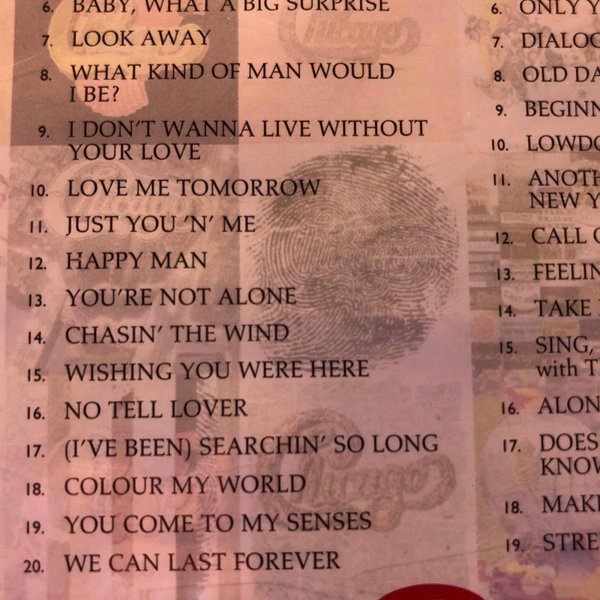 6. BABY, WHAT A BIG SURPRISE
7. LOOK AWAY
8. WHAT KIND OF MAN WOULD
I BE?
9. I DON'T WANNA LIVE WITHOUT
YOUR LOVE
10. LOVE ME TOMORROW
11. JUST YOU 'N' ME
12. HAPPY MAN
13. YOU'RE NOT ALONE
14. CHASIN' THE WIND
15. WISHING YOU WERE HERE
16. NO TELL LOVER
17. (I'VE BEEN) SEARCHIN' SO LONG
18. COLOUR MY WORLD
19. YOU COME TO MY SENSES
20. WE CAN LAST FOREVER
6. ONLY Y
7. DIALOG
8. OLD DA
9. BEGINN
10. LOWDO
11. ANOTH
NEW Y
12. CALL
13. FEELIN
14. TAKE
15. SING,
with T
16. ALON
17. DOES
KNOW
18. MAKE
19. STRE
Chicago
Chicago